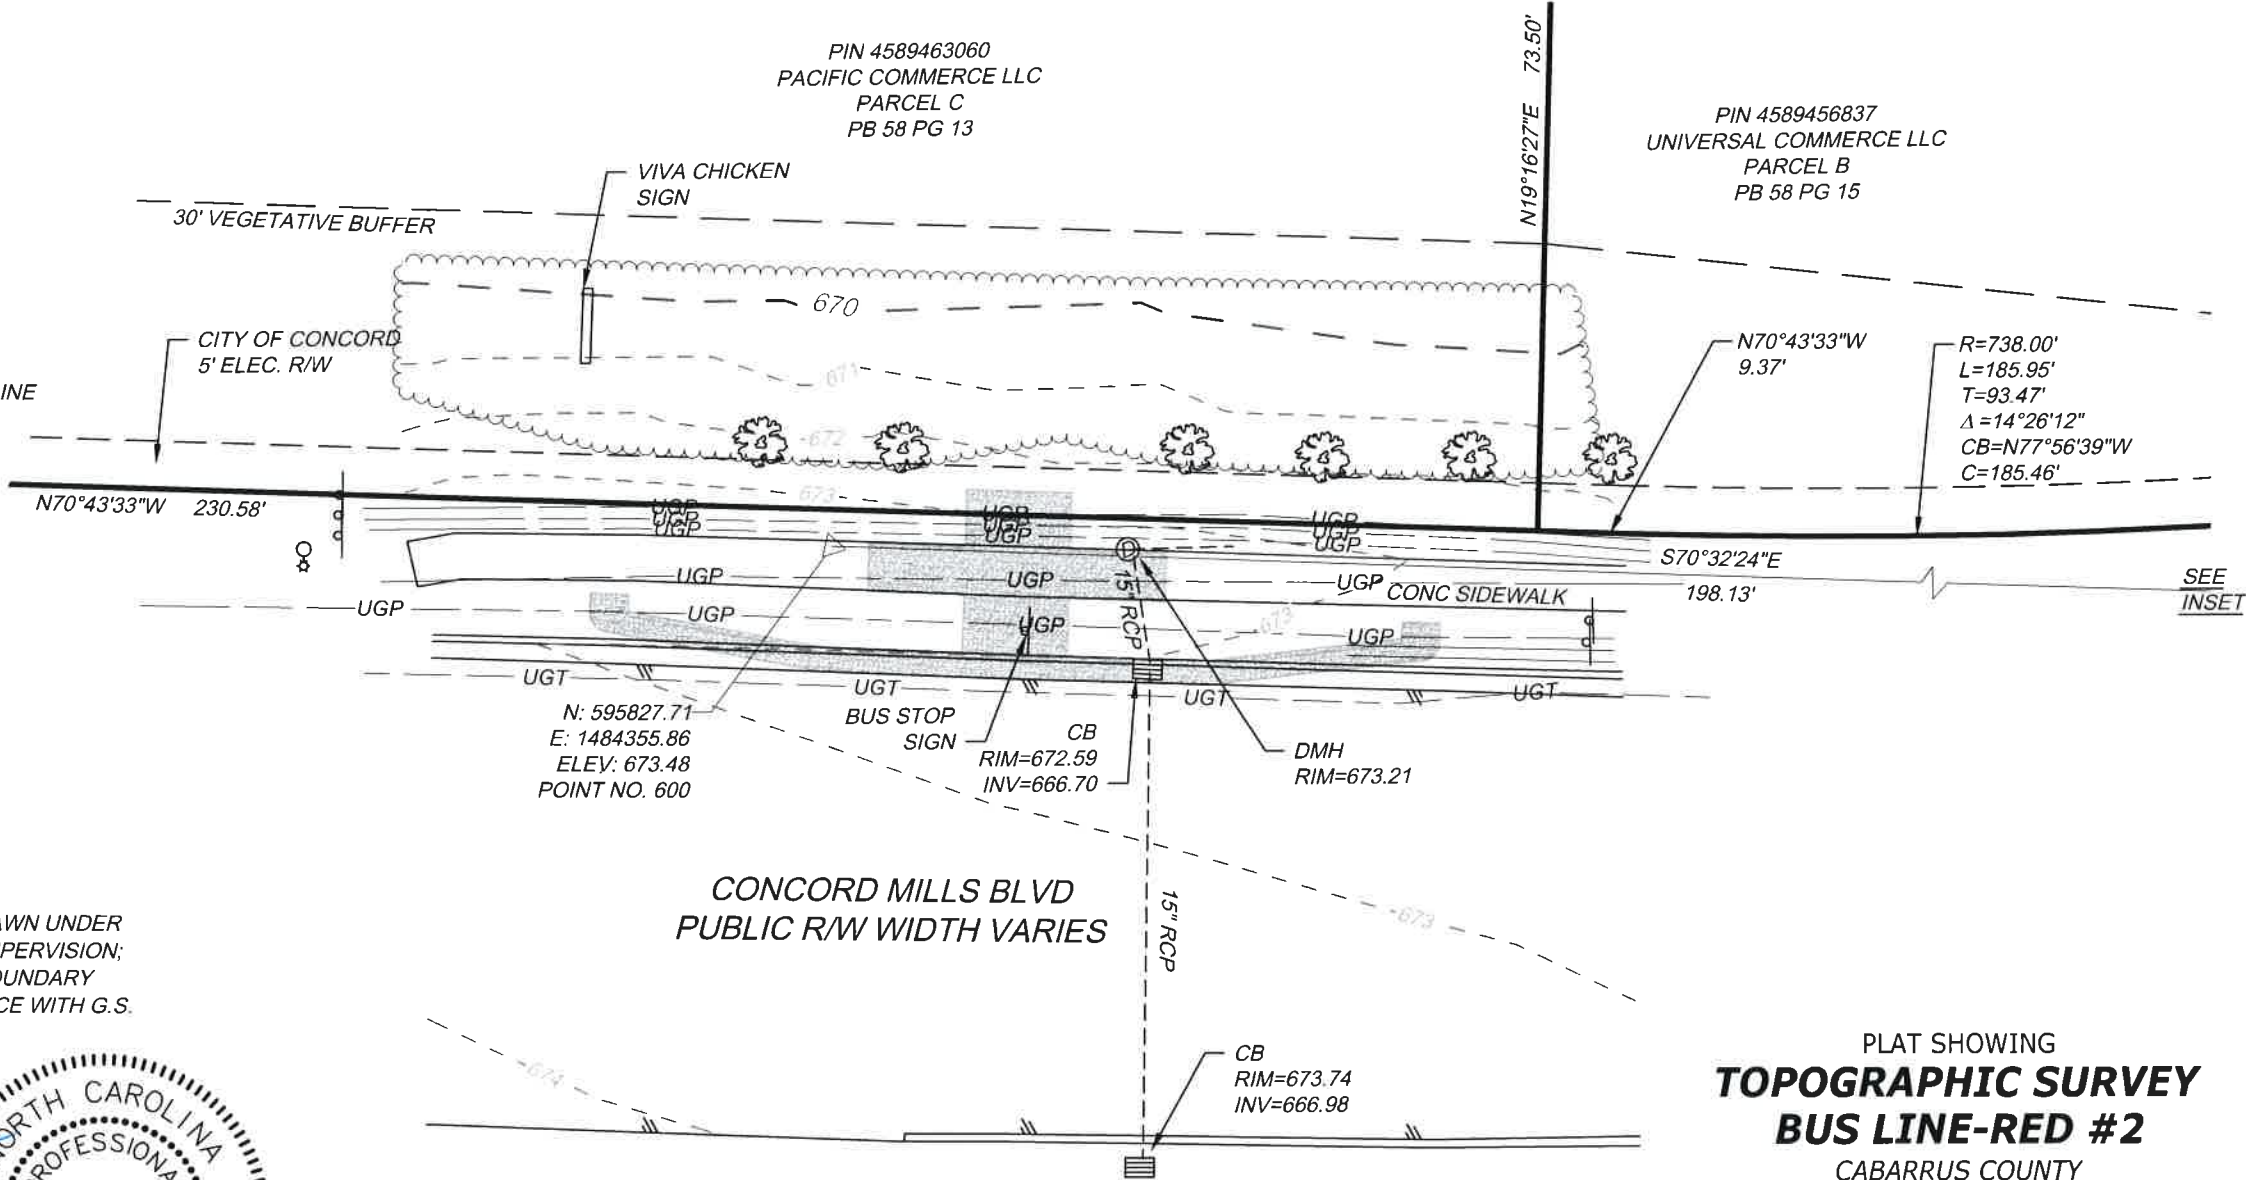 PIN 4589463060
PACIFIC COMMERCE LLC
PARCEL C
PB 58 PG 13
N19°16'27"E 73.50'
PIN 4589456837
UNIVERSAL COMMERCE LLC
PARCEL B
PB 58 PG 15
VIVA CHICKEN
SIGN
30' VEGETATIVE BUFFER
670
CITY OF CONCORD
5' ELEC. R/W
INE
671
N70°43'33"W
9.37'
R=738.00'
L=185.95'
T=93.47'
Δ=14°26'12"
CB=N77°56'39"W
C=185.46'
672
673
N70°43'33"W 230.58'
UGP
UGP
UGP
UGP
UGP
UGP
UGP
UGP
UGP
S70°32'24"E
198.13'
SEE
INSET
D
UGP
UGP
UGP
CONC SIDEWALK
15" RCP
UGP
UGP
UGP
673
UGP
UGT
UGT
UGT
UGT
N: 595827.71
E: 1484355.86
ELEV: 673.48
POINT NO. 600
BUS STOP
SIGN
CB
RIM=672.59
INV=666.70
DMH
RIM=673.21
CONCORD MILLS BLVD
PUBLIC R/W WIDTH VARIES
15" RCP
673
AWN UNDER
PERVISION;
OUNDARY
CE WITH G.S.
674
CB
RIM=673.74
INV=666.98
NORTH CAROLINA
PROFESSIONA
PLAT SHOWING
TOPOGRAPHIC SURVEY
BUS LINE-RED #2
CABARRUS COUNTY